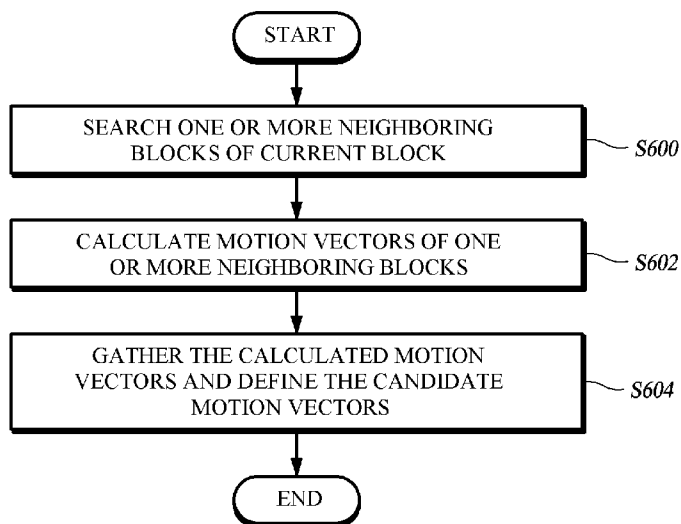 START
SEARCH ONE OR MORE NEIGHBORING
BLOCKS OF CURRENT BLOCK
S600
CALCULATE MOTION VECTORS OF ONE
OR MORE NEIGHBORING BLOCKS
S602
GATHER THE CALCULATED MOTION
VECTORS AND DEFINE THE CANDIDATE
MOTION VECTORS
S604
END